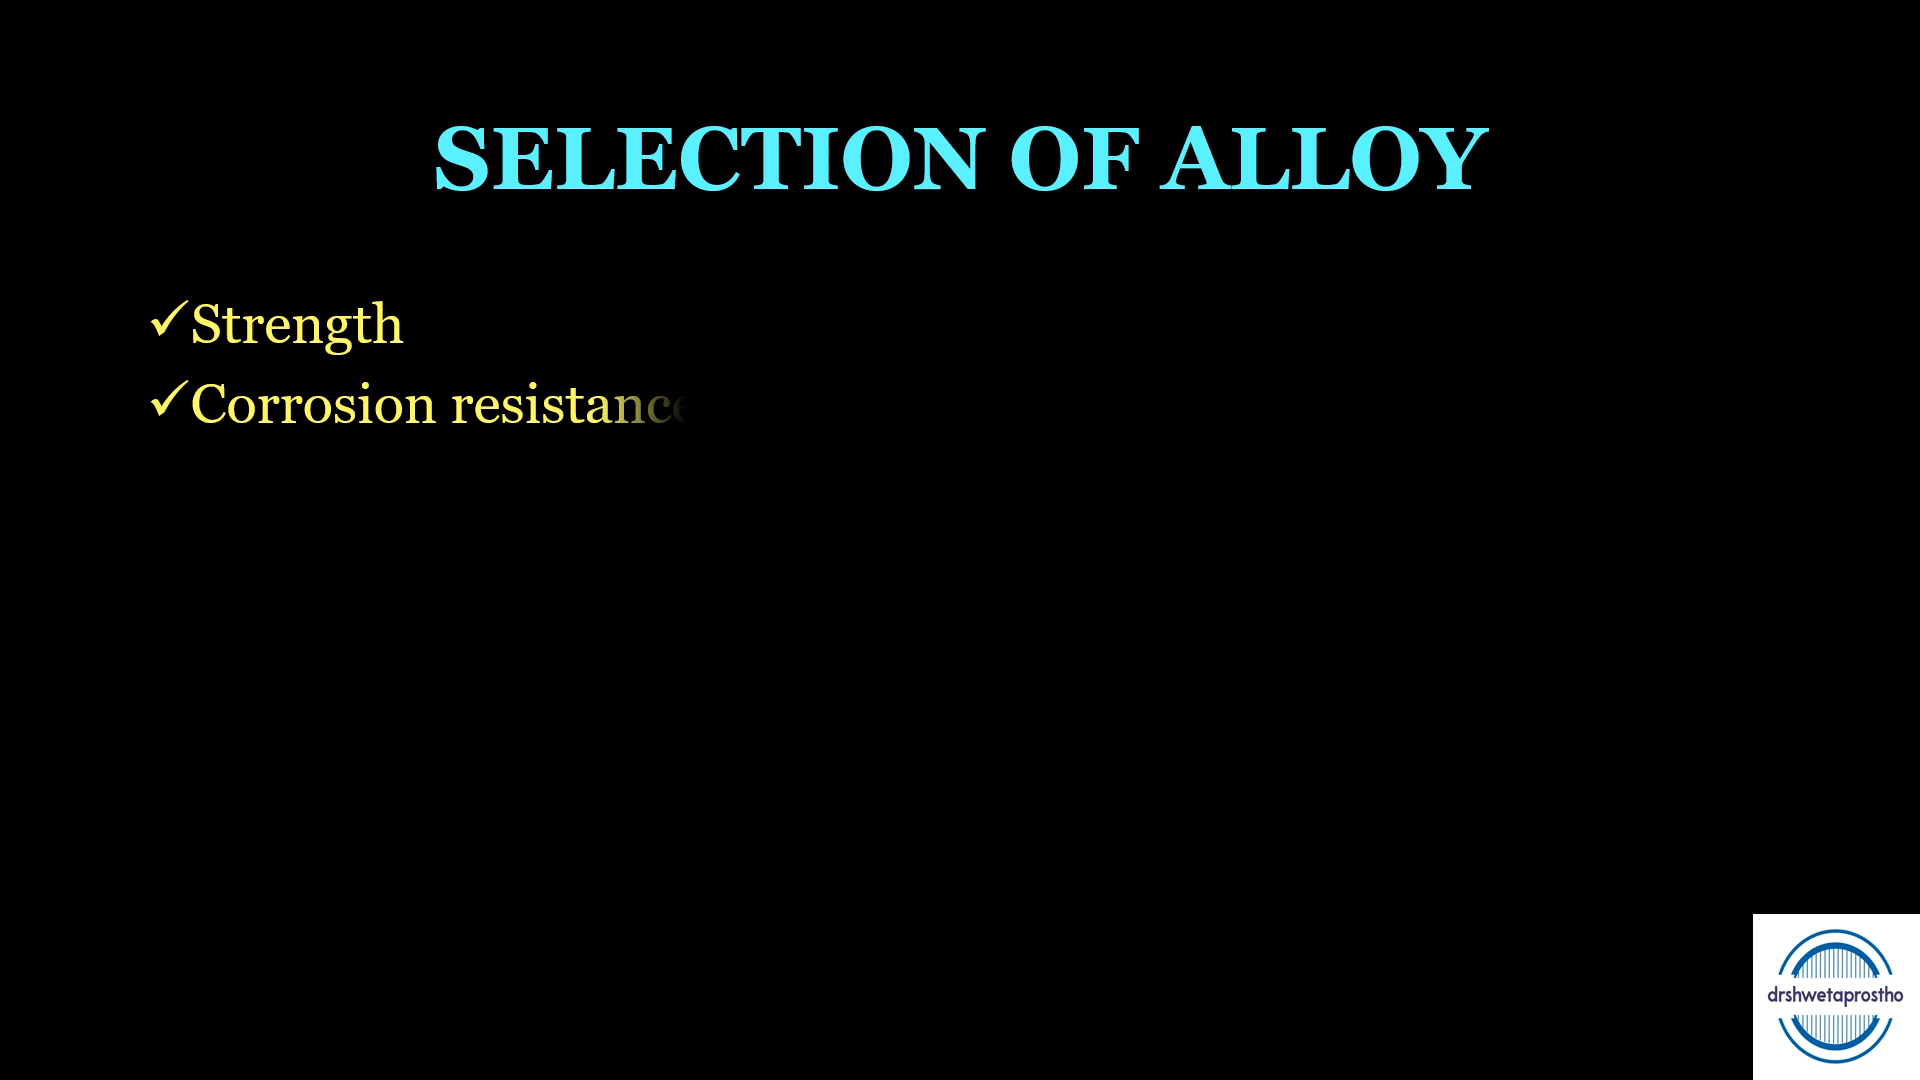 SELECTION OF ALLOY
✓Strength
✓Corrosion resistance
drshwetaprostho